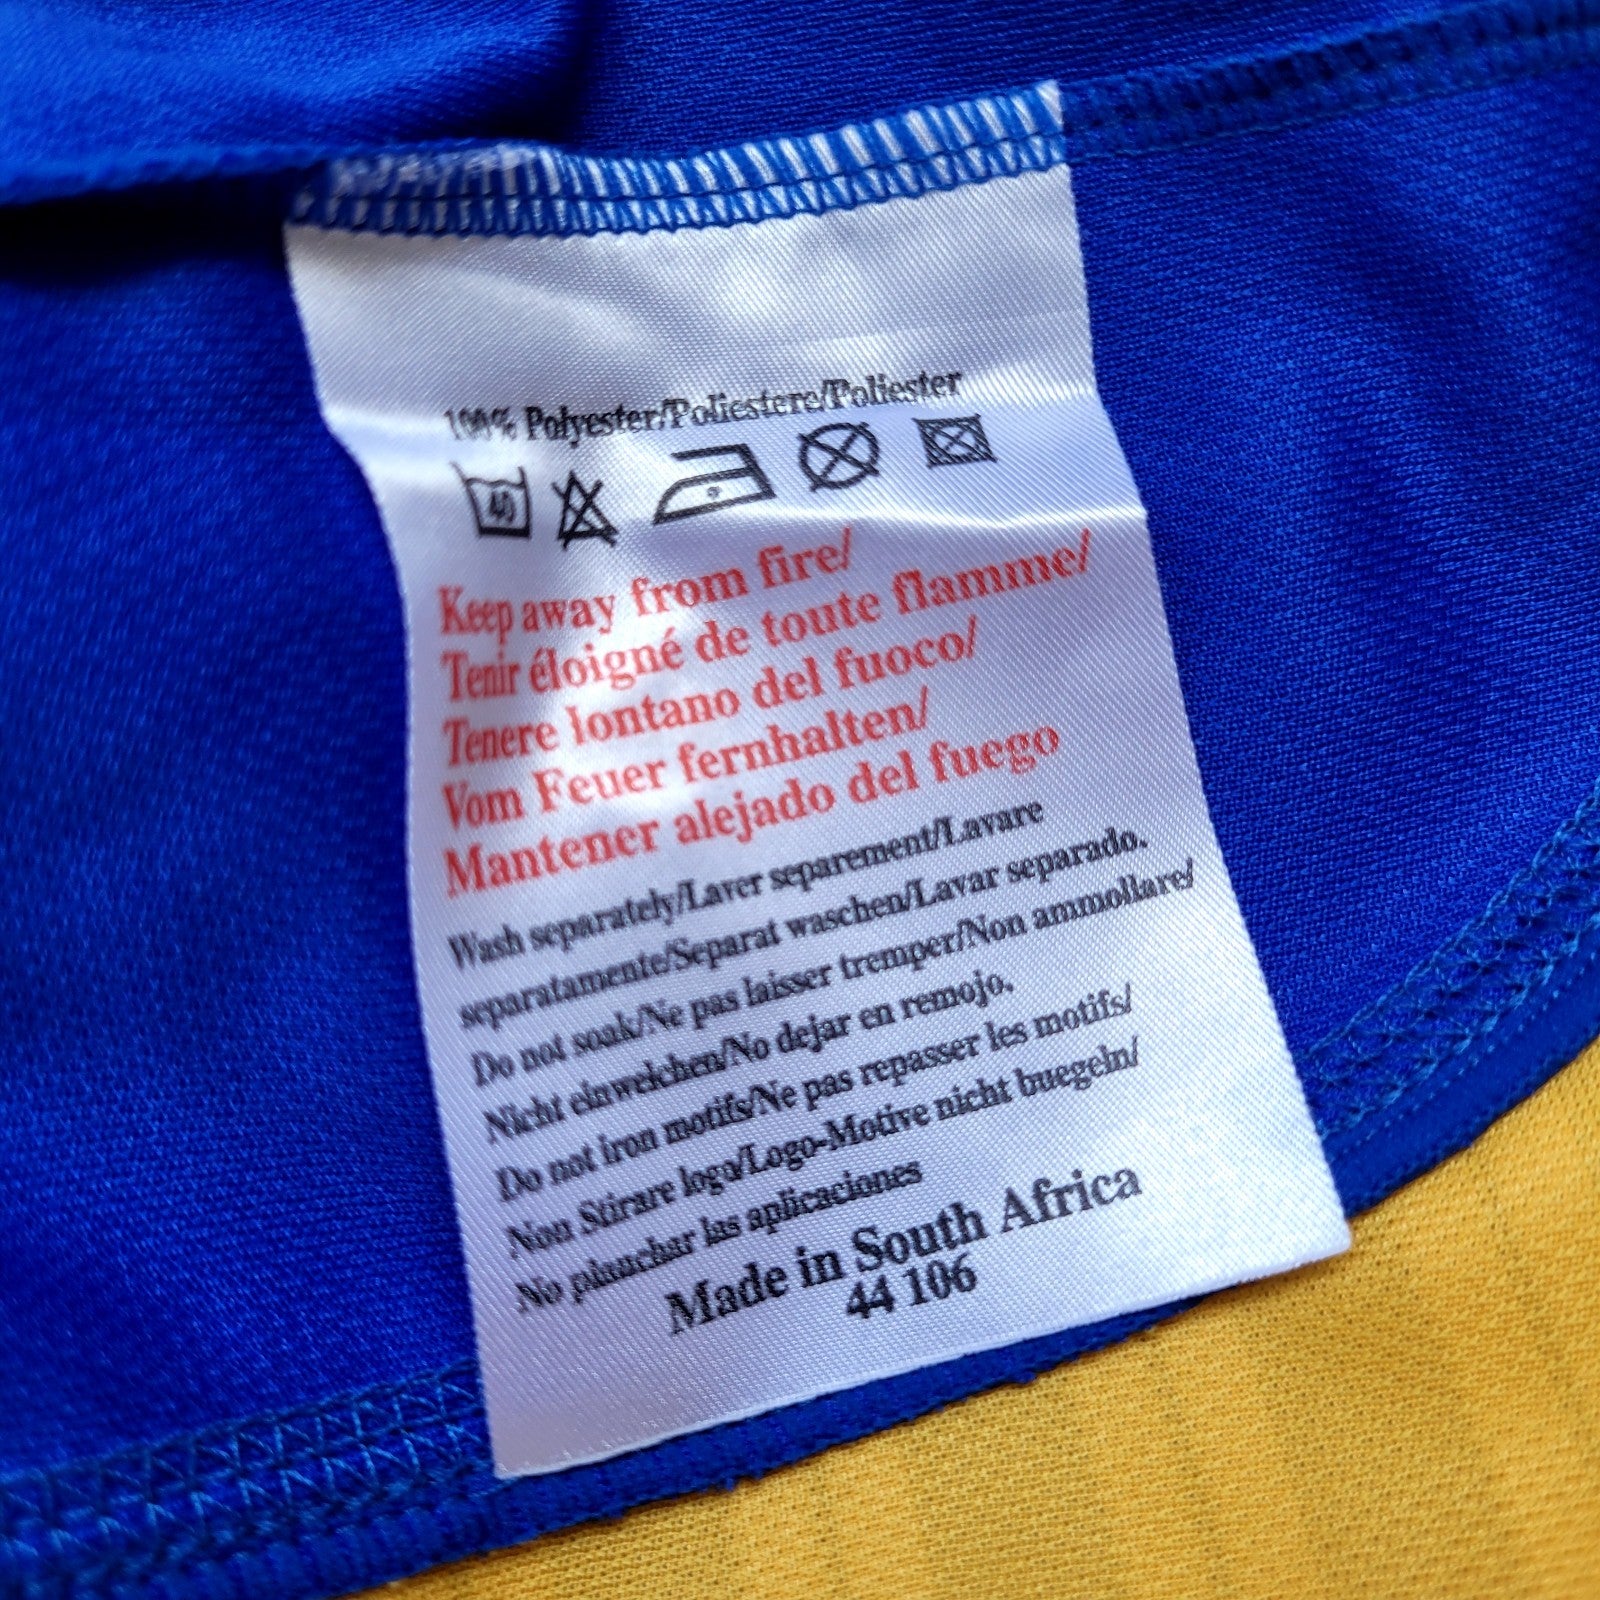 100% Polyester/Poliestere/Poliester
40
Keep away from fire/
Tenir éloigné de toute flamme/
Tenere lontano del fuoco/
Vom Feuer fernhalten/
Mantener alejado del fuego
Wash separately/Laver separement/Lavare
separatamente/Separat waschen/Lavar separado.
Do not soak/Ne pas laisser tremper/Non ammollare/
Nicht einweichen/No dejar en remojo.
Do not iron motifs/Ne pas repasser les motifs/
Non Stirare logo/Logo-Motive nicht buegeln/
No planchar las aplicaciones
Made in South Africa
44 106